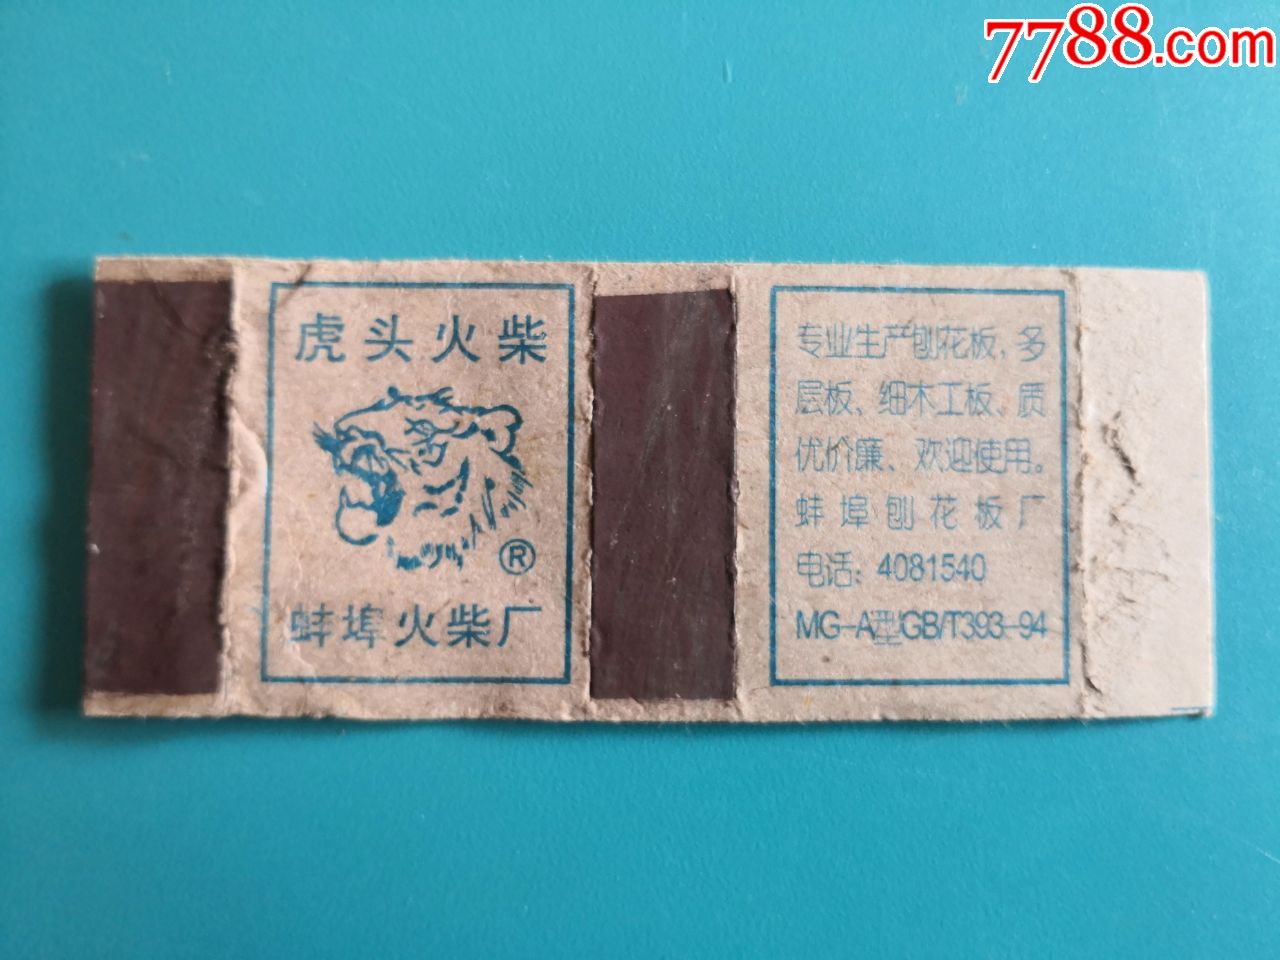 7788.com
虎头火柴
®
蚌埠火柴厂
专业生产刨花板、多
层板、细木工板、质
优价廉、欢迎使用。
蚌埠刨花板厂
电话：4081540
MG-A型GB/T393-94